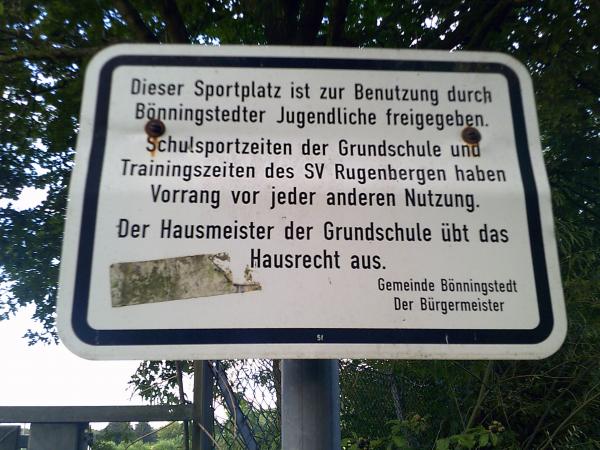 Dieser Sportplatz ist zur Benutzung durch
Bönningstedter Jugendliche freigegeben.
Schulsportzeiten der Grundschule und
Trainingszeiten des SV Rugenbergen haben
Vorrang vor jeder anderen Nutzung.
Der Hausmeister der Grundschule übt das
Hausrecht aus.
Gemeinde Bönningstedt
Der Bürgermeister